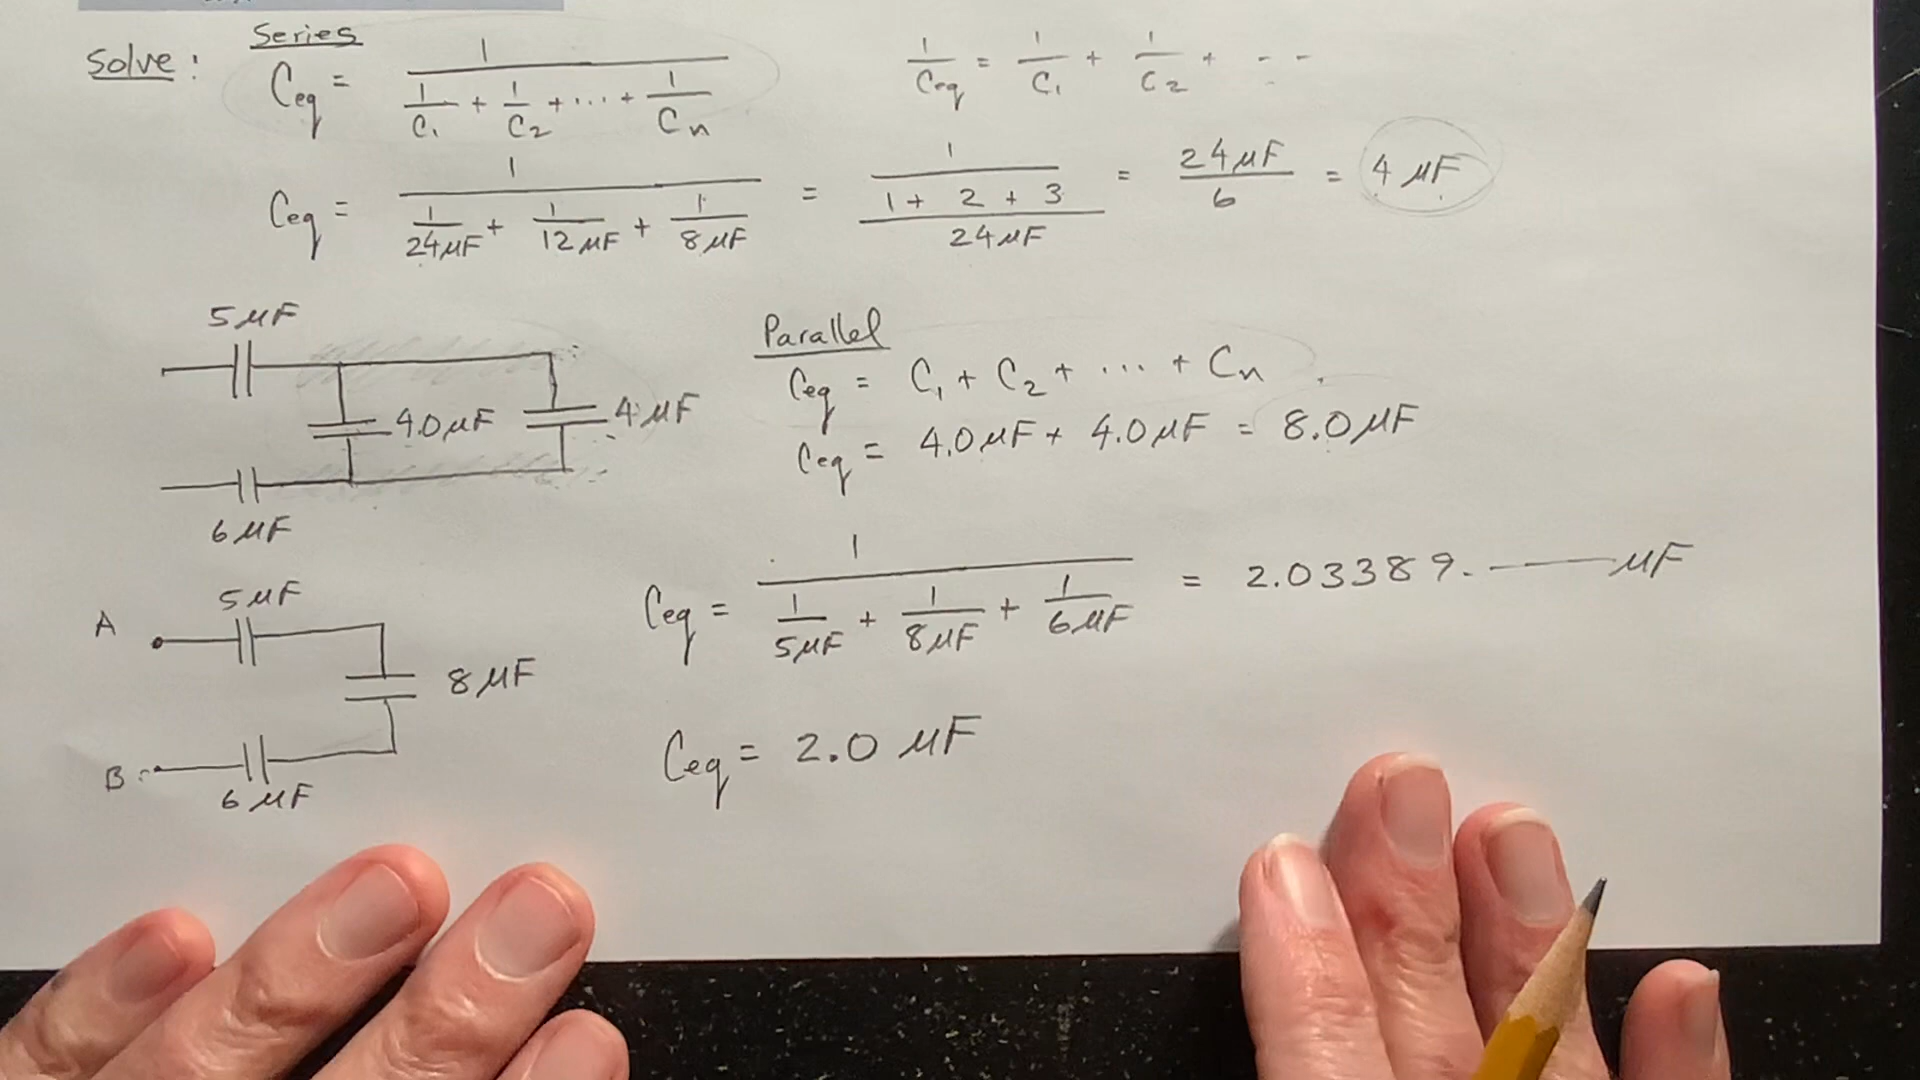 Solve: Series
Ceq = 1 / (1/C1 + 1/C2 + ... + 1/Cn)
1/Ceq = 1/C1 + 1/C2 + - -
Ceq = 1 / (1/24μF + 1/12μF + 1/8μF) = 1 / ((1 + 2 + 3)/24μF) = 24μF/6 = 4 μF
5μF
4.0μF
4μF
6μF
Parallel
Ceq = C1 + C2 + ... + Cn
Ceq = 4.0μF + 4.0μF = 8.0μF
A
5μF
8μF
B
6μF
Ceq = 1 / (1/5μF + 1/8μF + 1/6μF) = 2.03389. — μF
Ceq = 2.0 μF